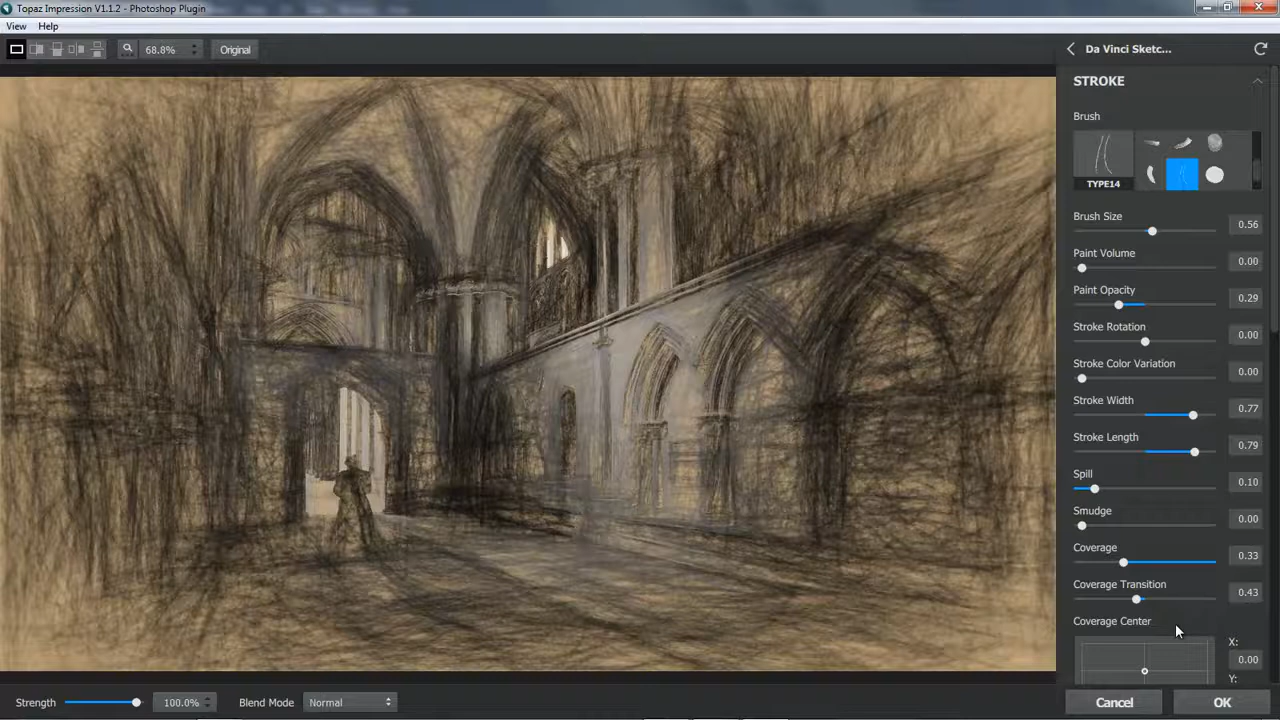 Topaz Impression V1.1.2 - Photoshop Plugin
View Help
68.8% Original
Da Vinci Sketc...
STROKE
Brush
TYPE14
Brush Size
0.56
Paint Volume
0.00
Paint Opacity
0.29
Stroke Rotation
0.00
Stroke Color Variation
0.00
Stroke Width
0.77
Stroke Length
0.79
Spill
0.10
Smudge
0.00
Coverage
0.33
Coverage Transition
0.43
Coverage Center
X:
0.00
Y:
Strength 100.0% Blend Mode Normal
Cancel OK